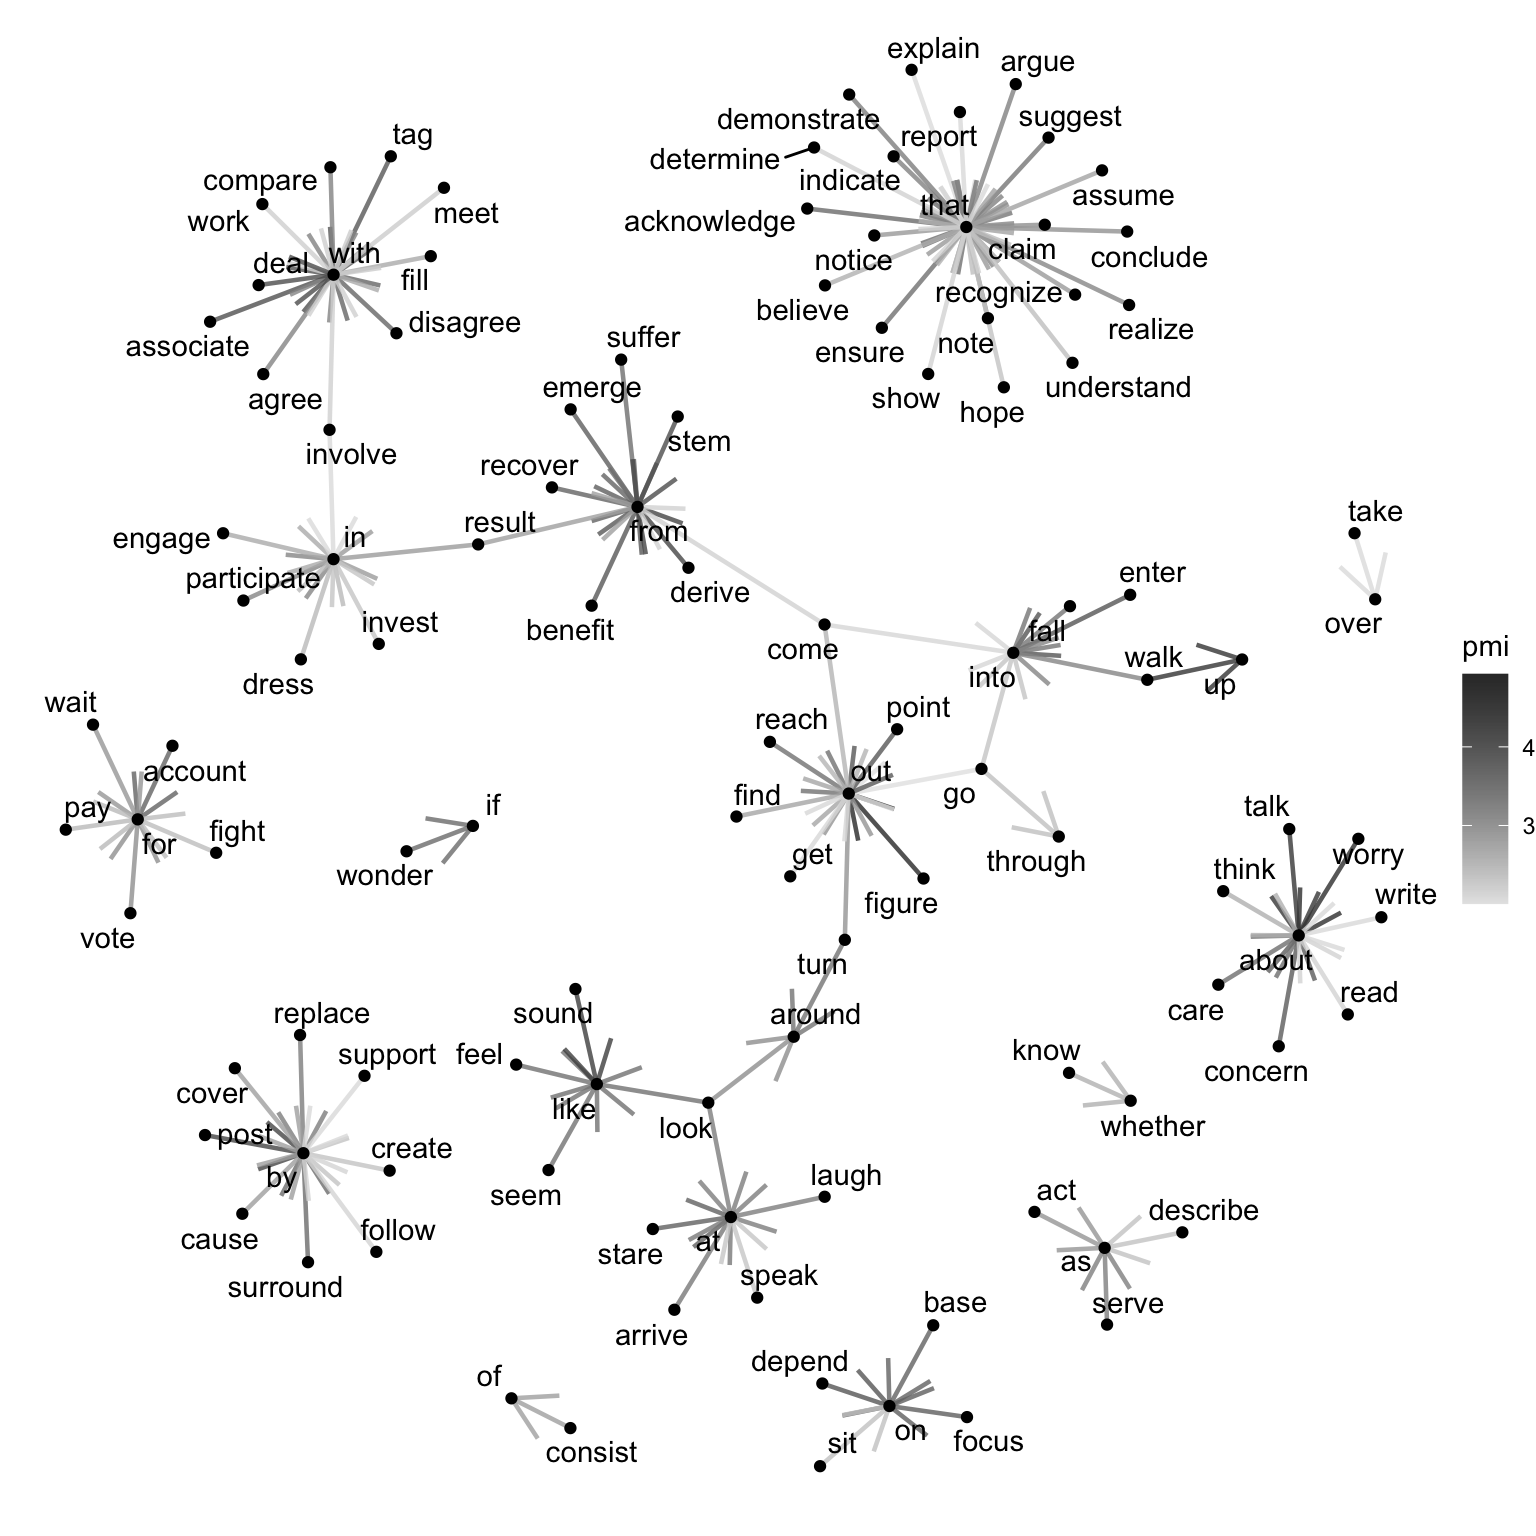 explain
argue
demonstrate
report
suggest
determine
indicate
assume
acknowledge
that
notice
claim
conclude
believe
recognize
realize
ensure
note
show
hope
understand
tag
compare
meet
work
with
deal
fill
associate
disagree
agree
involve
suffer
emerge
stem
recover
result
from
derive
benefit
engage
in
participate
invest
dress
come
take
over
enter
fall
walk
into
up
pmi
4
3
wait
account
pay
for
fight
vote
if
wonder
reach
point
out
find
go
get
figure
through
turn
talk
worry
think
write
about
care
read
concern
replace
support
cover
post
create
by
cause
follow
surround
sound
feel
like
seem
around
look
know
whether
laugh
stare
at
speak
arrive
act
describe
as
serve
of
consist
base
depend
on
sit
focus